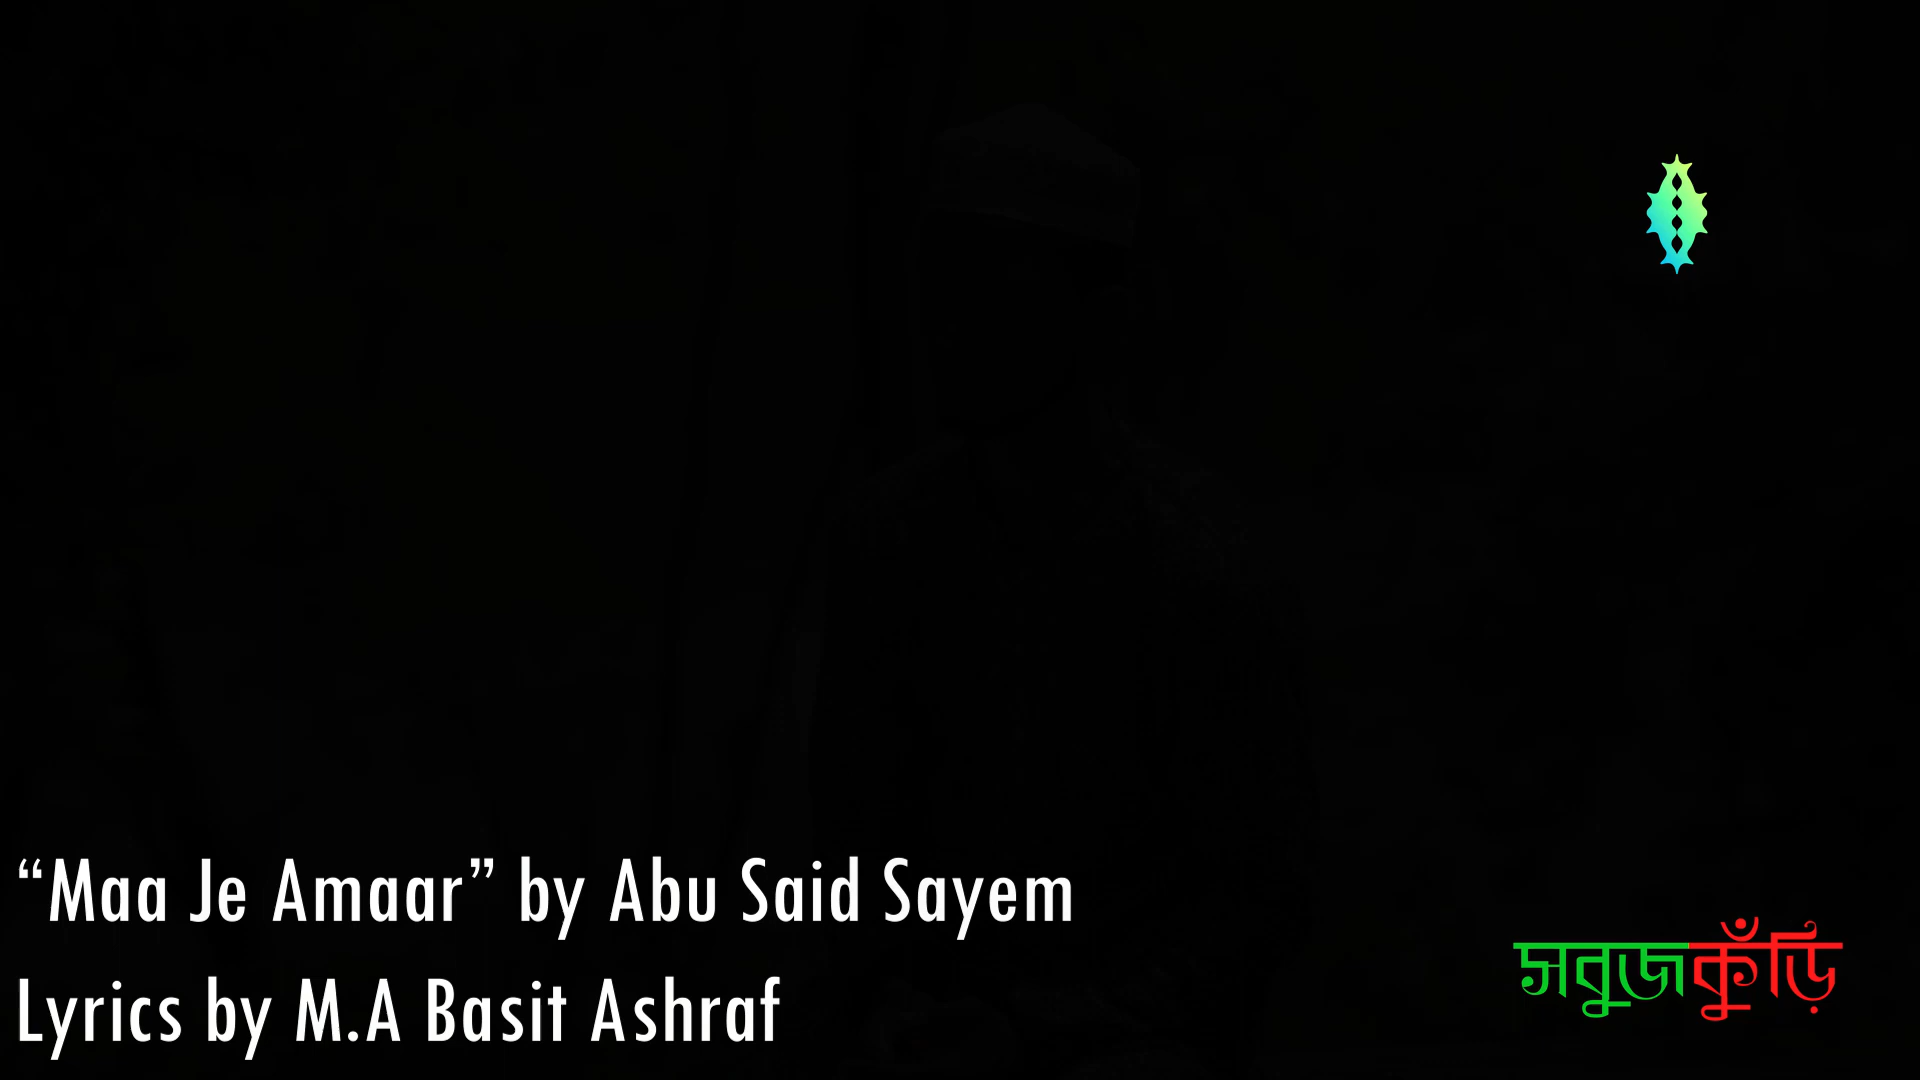 “Maa Je Amaar” by Abu Said Sayem
Lyrics by M.A Basit Ashraf
সবুজকুঁড়ি